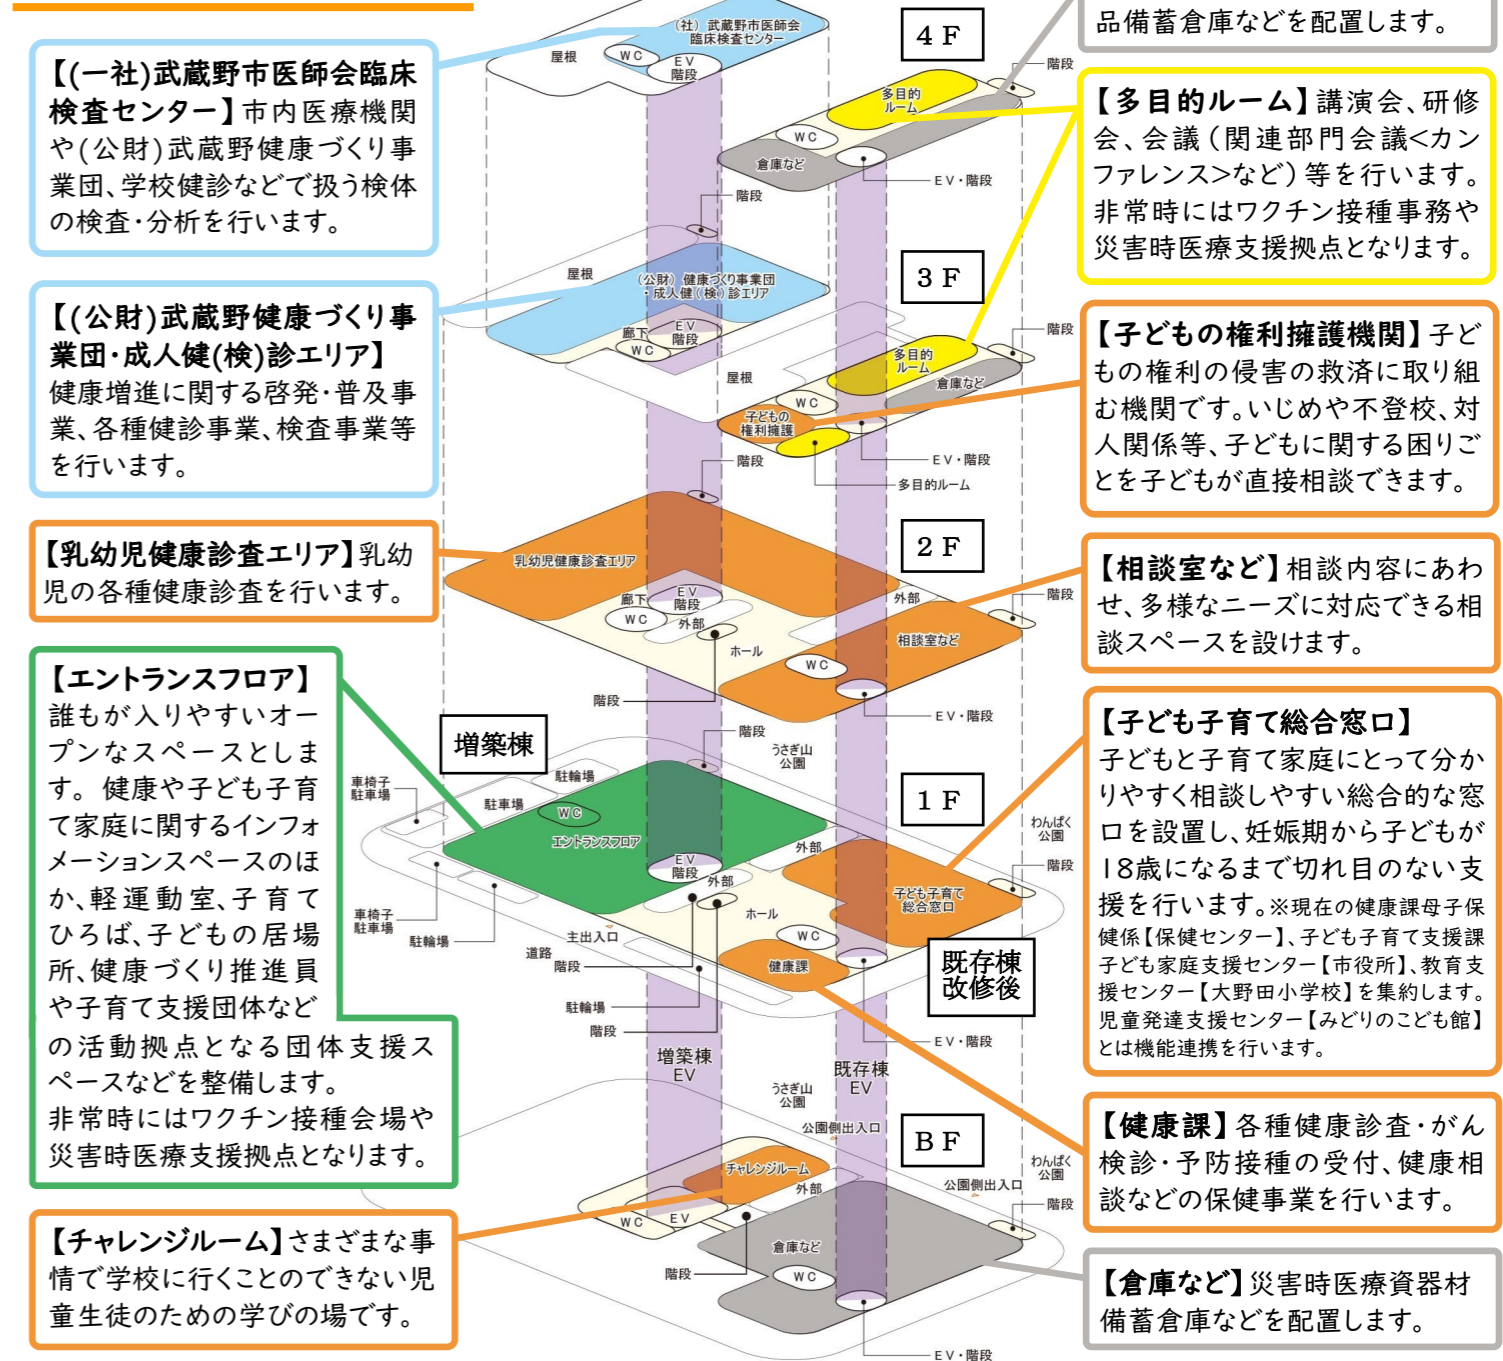 【(一社)武蔵野市医師会臨床
検査センター】市内医療機関
や(公財)武蔵野健康づくり事
業団、学校健診などで扱う検体
の検査・分析を行います。
【(公財)武蔵野健康づくり事
業団・成人健(検)診エリア】
健康増進に関する啓発・普及事
業、各種健診事業、検査事業等
を行います。
【乳幼児健康診査エリア】乳幼
児の各種健康診査を行います。
【エントランスフロア】
誰もが入りやすいオー
プンなスペースとしま
す。健康や子ども子育
て家庭に関するインフォ
メーションスペースのほ
か、軽運動室、子育て
ひろば、子どもの居場
所、健康づくり推進員
や子育て支援団体など
の活動拠点となる団体支援ス
ペースなどを整備します。
非常時にはワクチン接種会場や
災害時医療支援拠点となります。
【チャレンジルーム】さまざまな事
情で学校に行くことのできない児
童生徒のための学びの場です。
(社)武蔵野市医師会
臨床検査センター
屋根
WC
EV
階段
4F
階段
多目的
ルーム
WC
倉庫など
EV・階段
階段
屋根
(公財)健康づくり事業団
・成人健(検)診エリア
3F
廊下
EV
階段
WC
階段
屋根
多目的
ルーム
倉庫など
WC
子どもの
権利擁護
EV・階段
階段
多目的ルーム
2F
乳幼児健康診査エリア
廊下
EV
階段
WC
外部
外部
階段
ホール
相談室など
WC
階段
EV・階段
増築棟
階段
うさぎ山
公園
1F
車椅子
駐車場
駐輪場
駐車場
WC
エントランスフロア
わんぱく
公園
外部
階段
EV
階段
外部
子ども子育て
総合窓口
ホール
車椅子
駐車場
駐輪場
主出入口
道路
階段
WC
健康課
既存棟
改修後
駐輪場
階段
EV・階段
増築棟
EV
既存棟
EV
うさぎ山
公園
公園側出入口
BF
チャレンジルーム
外部
わんぱく
公園
公園側出入口
階段
WC
EV
倉庫など
階段
WC
EV・階段
品備蓄倉庫などを配置します。
【多目的ルーム】講演会、研修
会、会議(関連部門会議<カン
ファレンス>など)等を行います。
非常時にはワクチン接種事務や
災害時医療支援拠点となります。
【子どもの権利擁護機関】子ど
もの権利の侵害の救済に取り組
む機関です。いじめや不登校、対
人関係等、子どもに関する困りご
とを子どもが直接相談できます。
【相談室など】相談内容にあわ
せ、多様なニーズに対応できる相
談スペースを設けます。
【子ども子育て総合窓口】
子どもと子育て家庭にとって分か
りやすく相談しやすい総合的な窓
口を設置し、妊娠期から子どもが
18歳になるまで切れ目のない支
援を行います。※現在の健康課母子保
健係【保健センター】、子ども子育て支援課
子ども家庭支援センター【市役所】、教育支
援センター【大野田小学校】を集約します。
児童発達支援センター【みどりのこども館】
とは機能連携を行います。
【健康課】各種健康診査・がん
検診・予防接種の受付、健康相
談などの保健事業を行います。
【倉庫など】災害時医療資器材
備蓄倉庫などを配置します。